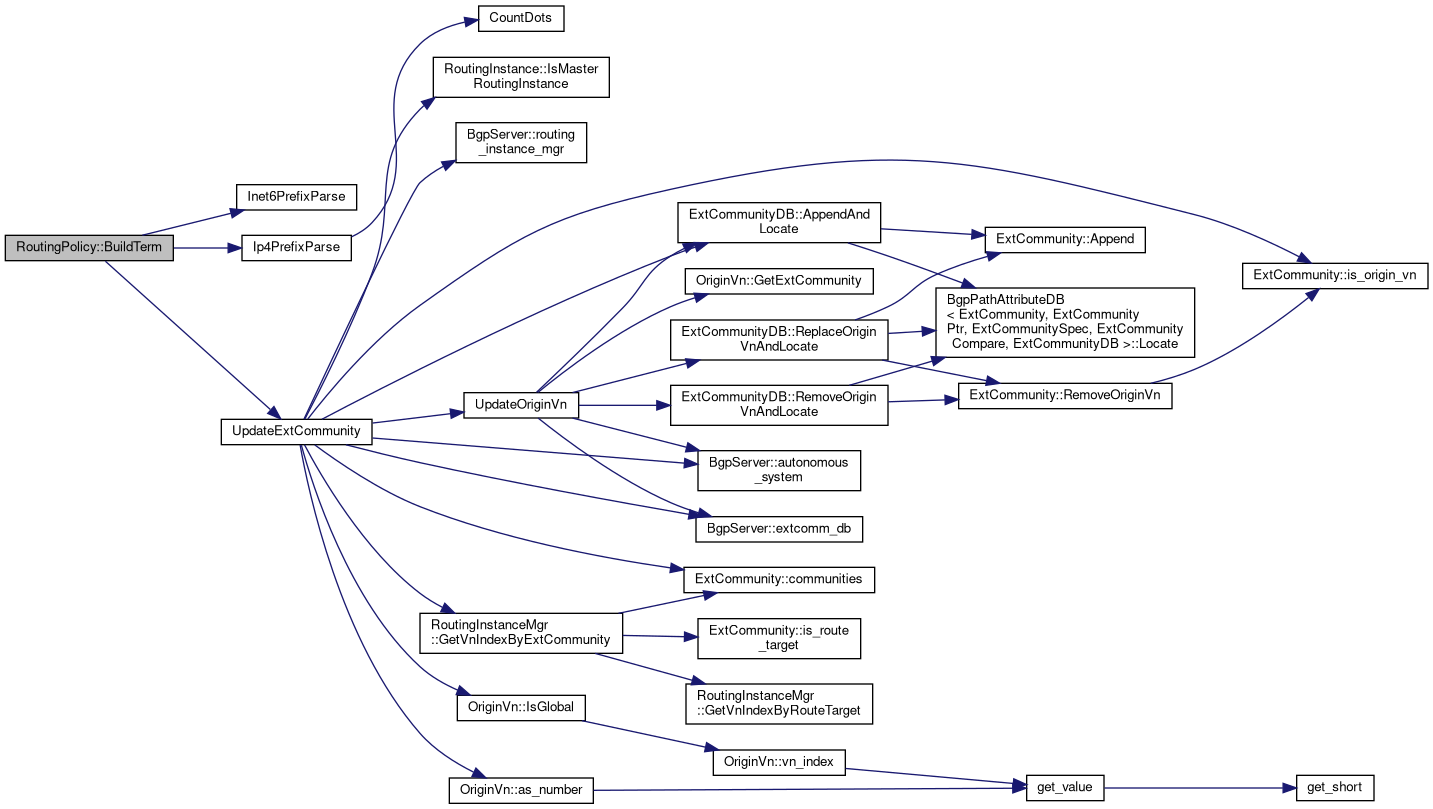 RoutingPolicy::BuildTerm
Inet6PrefixParse
Ip4PrefixParse
UpdateExtCommunity
CountDots
RoutingInstance::IsMaster
RoutingInstance
BgpServer::routing
_instance_mgr
UpdateOriginVn
RoutingInstanceMgr
::GetVnIndexByExtCommunity
OriginVn::IsGlobal
OriginVn::as_number
ExtCommunityDB::AppendAnd
Locate
OriginVn::GetExtCommunity
ExtCommunityDB::ReplaceOrigin
VnAndLocate
ExtCommunityDB::RemoveOrigin
VnAndLocate
BgpServer::autonomous
_system
BgpServer::extcomm_db
ExtCommunity::communities
ExtCommunity::is_route
_target
RoutingInstanceMgr
::GetVnIndexByRouteTarget
OriginVn::vn_index
ExtCommunity::Append
BgpPathAttributeDB
< ExtCommunity, ExtCommunity
Ptr, ExtCommunitySpec, ExtCommunity
Compare, ExtCommunityDB >::Locate
ExtCommunity::RemoveOriginVn
get_value
ExtCommunity::is_origin_vn
get_short